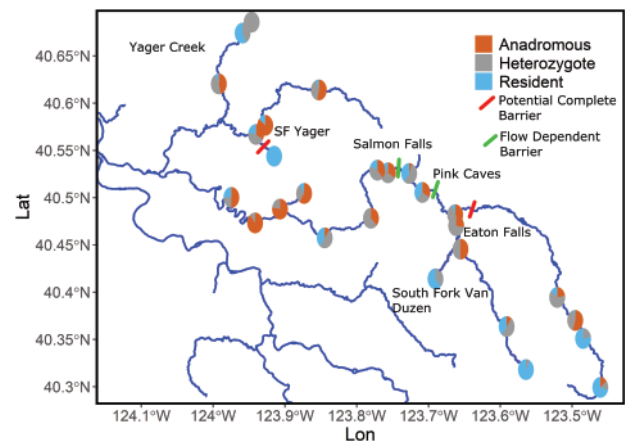 Yager Creek
Anadromous
Heterozygote
Resident
Potential Complete
Barrier
Flow Dependent
Barrier
SF Yager
Salmon Falls
Pink Caves
Eaton Falls
South Fork Van
Duzen
40.65°N
40.6°N
40.55°N
40.5°N
40.45°N
40.4°N
40.35°N
40.3°N
Lat
124.1°W 124°W 123.9°W 123.8°W 123.7°W 123.6°W 123.5°W
Lon